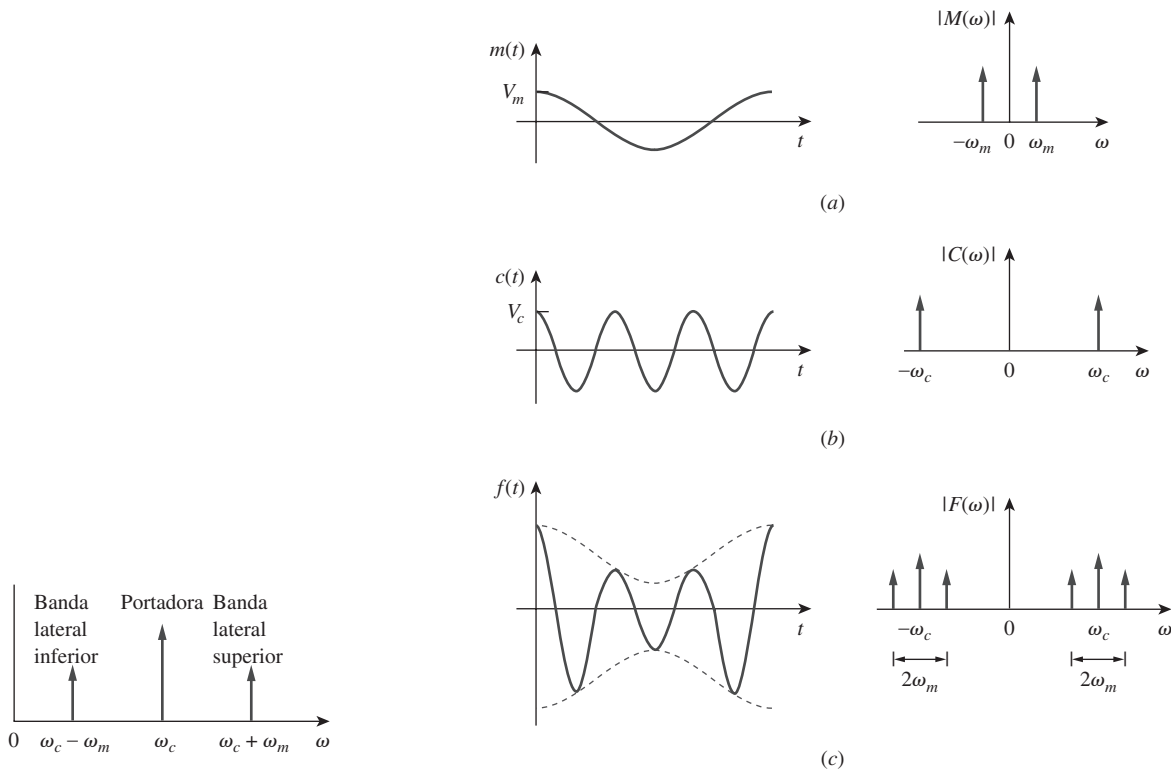 |M(ω)|
m(t)
V_m
t
−ω_m 0 ω_m ω
(a)
|C(ω)|
c(t)
V_c
t
−ω_c 0 ω_c ω
(b)
f(t)
|F(ω)|
t
−ω_c 0 ω_c ω
2ω_m 2ω_m
(c)
Banda Portadora Banda
lateral lateral
inferior superior
0 ω_c − ω_m ω_c ω_c + ω_m ω